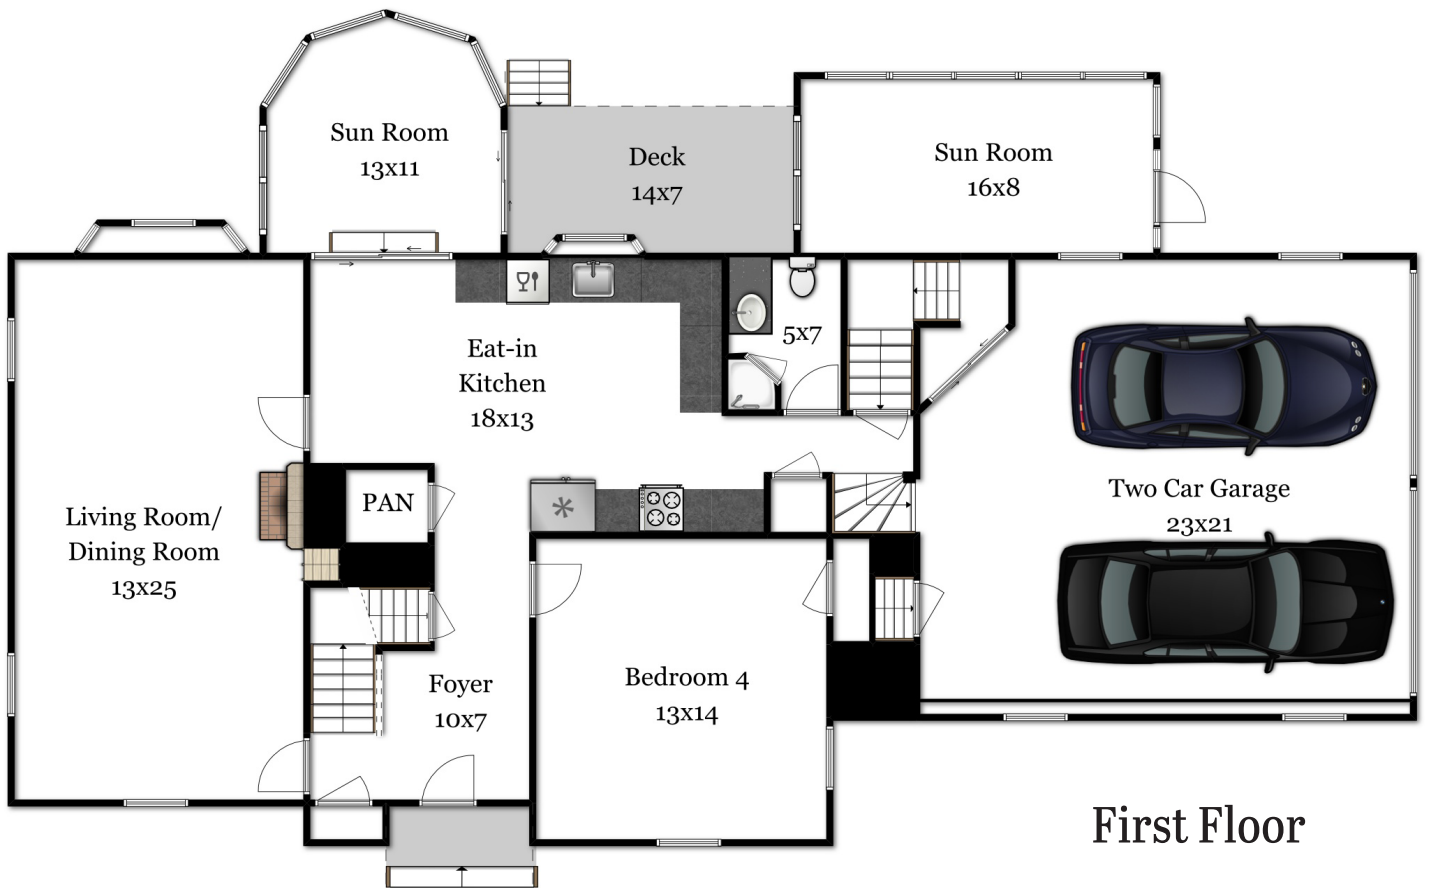 Sun Room
13x11
Deck
14x7
Sun Room
16x8
Eat-in
Kitchen
18x13
5x7
PAN
Living Room/
Dining Room
13x25
Two Car Garage
23x21
Foyer
10x7
Bedroom 4
13x14
First Floor